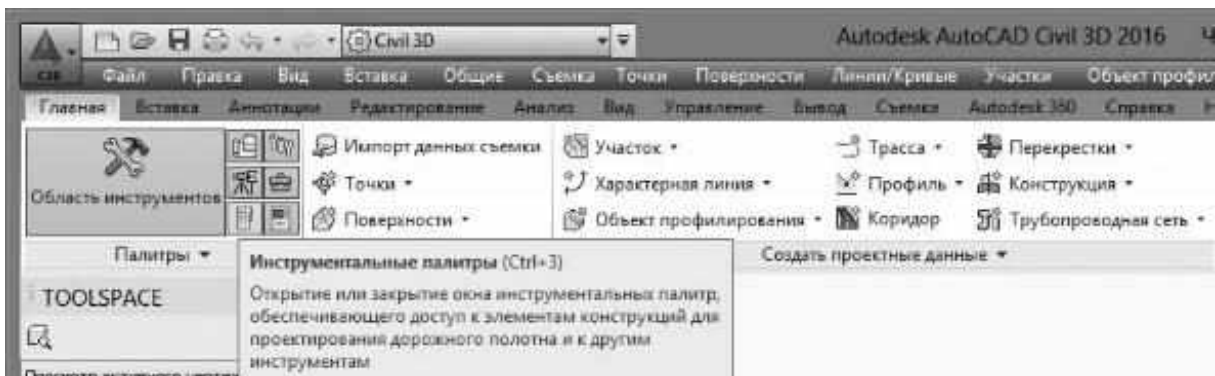 Civil 3D Autodesk AutoCAD Civil 3D 2016 Ч
C3D Файл Правка Вид Вставка Общие Съемка Точки Поверхности Линии/Кривые Участки Объект профил
Главная Вставка Аннотации Редактирование Анализ Вид Управление Вывод Съемка Autodesk 360 Справка
Импорт данных съемки Участок Трасса Перекрестки
Область инструментов Точки Характерная линия Профиль Конструкция
Поверхности Объект профилирования Коридор Трубопроводная сеть
Палитры Создать проектные данные
Инструментальные палитры (Ctrl+3)
TOOLSPACE
Открытие или закрытие окна инструментальных палитр,
обеспечивающего доступ к элементам конструкций для
проектирования дорожного полотна и к другим
инструментам